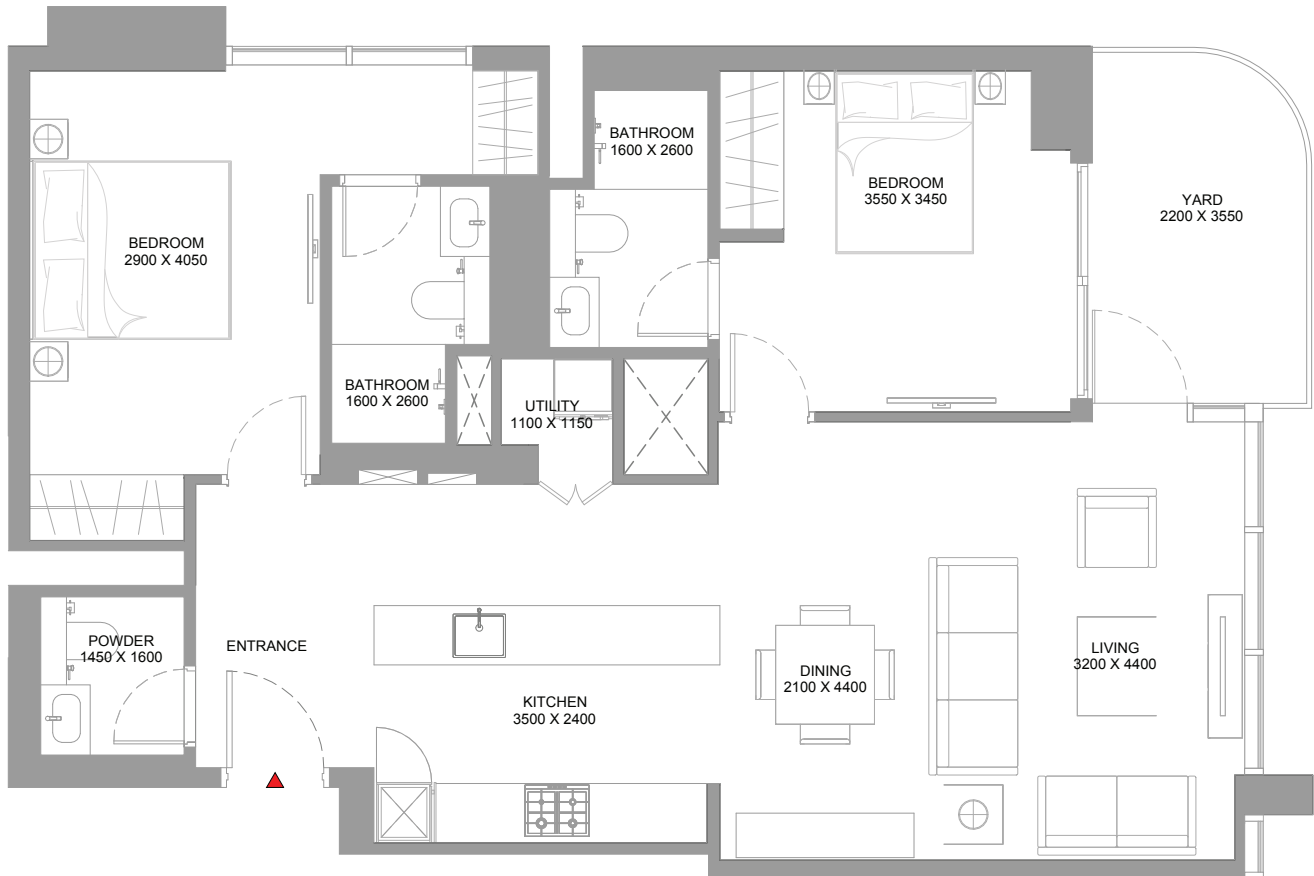 BATHROOM
1600 X 2600
BEDROOM
3550 X 3450
YARD
2200 X 3550
BEDROOM
2900 X 4050
BATHROOM
1600 X 2600
UTILITY
1100 X 1150
POWDER
1450 X 1600
ENTRANCE
KITCHEN
3500 X 2400
DINING
2100 X 4400
LIVING
3200 X 4400